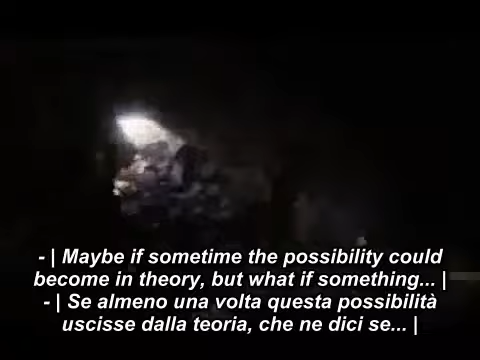 - | Maybe if sometime the possibility could
become in theory, but what if something... |
- | Se almeno una volta questa possibilità
uscisse dalla teoria, che ne dici se... |